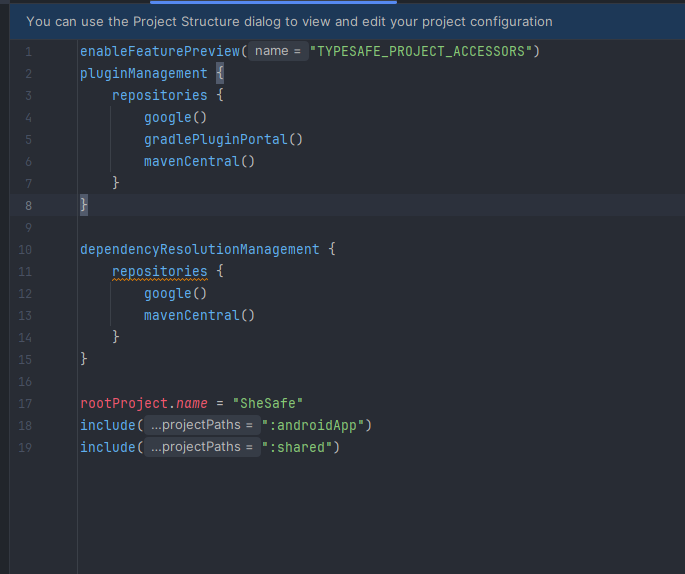 You can use the Project Structure dialog to view and edit your project configuration
1 enableFeaturePreview( name = "TYPESAFE_PROJECT_ACCESSORS")
2 pluginManagement {
3     repositories {
4         google()
5         gradlePluginPortal()
6         mavenCentral()
7     }
8 }
9
10 dependencyResolutionManagement {
11     repositories {
12         google()
13         mavenCentral()
14     }
15 }
16
17 rootProject.name = "SheSafe"
18 include( ...projectPaths = ":androidApp")
19 include( ...projectPaths = ":shared")